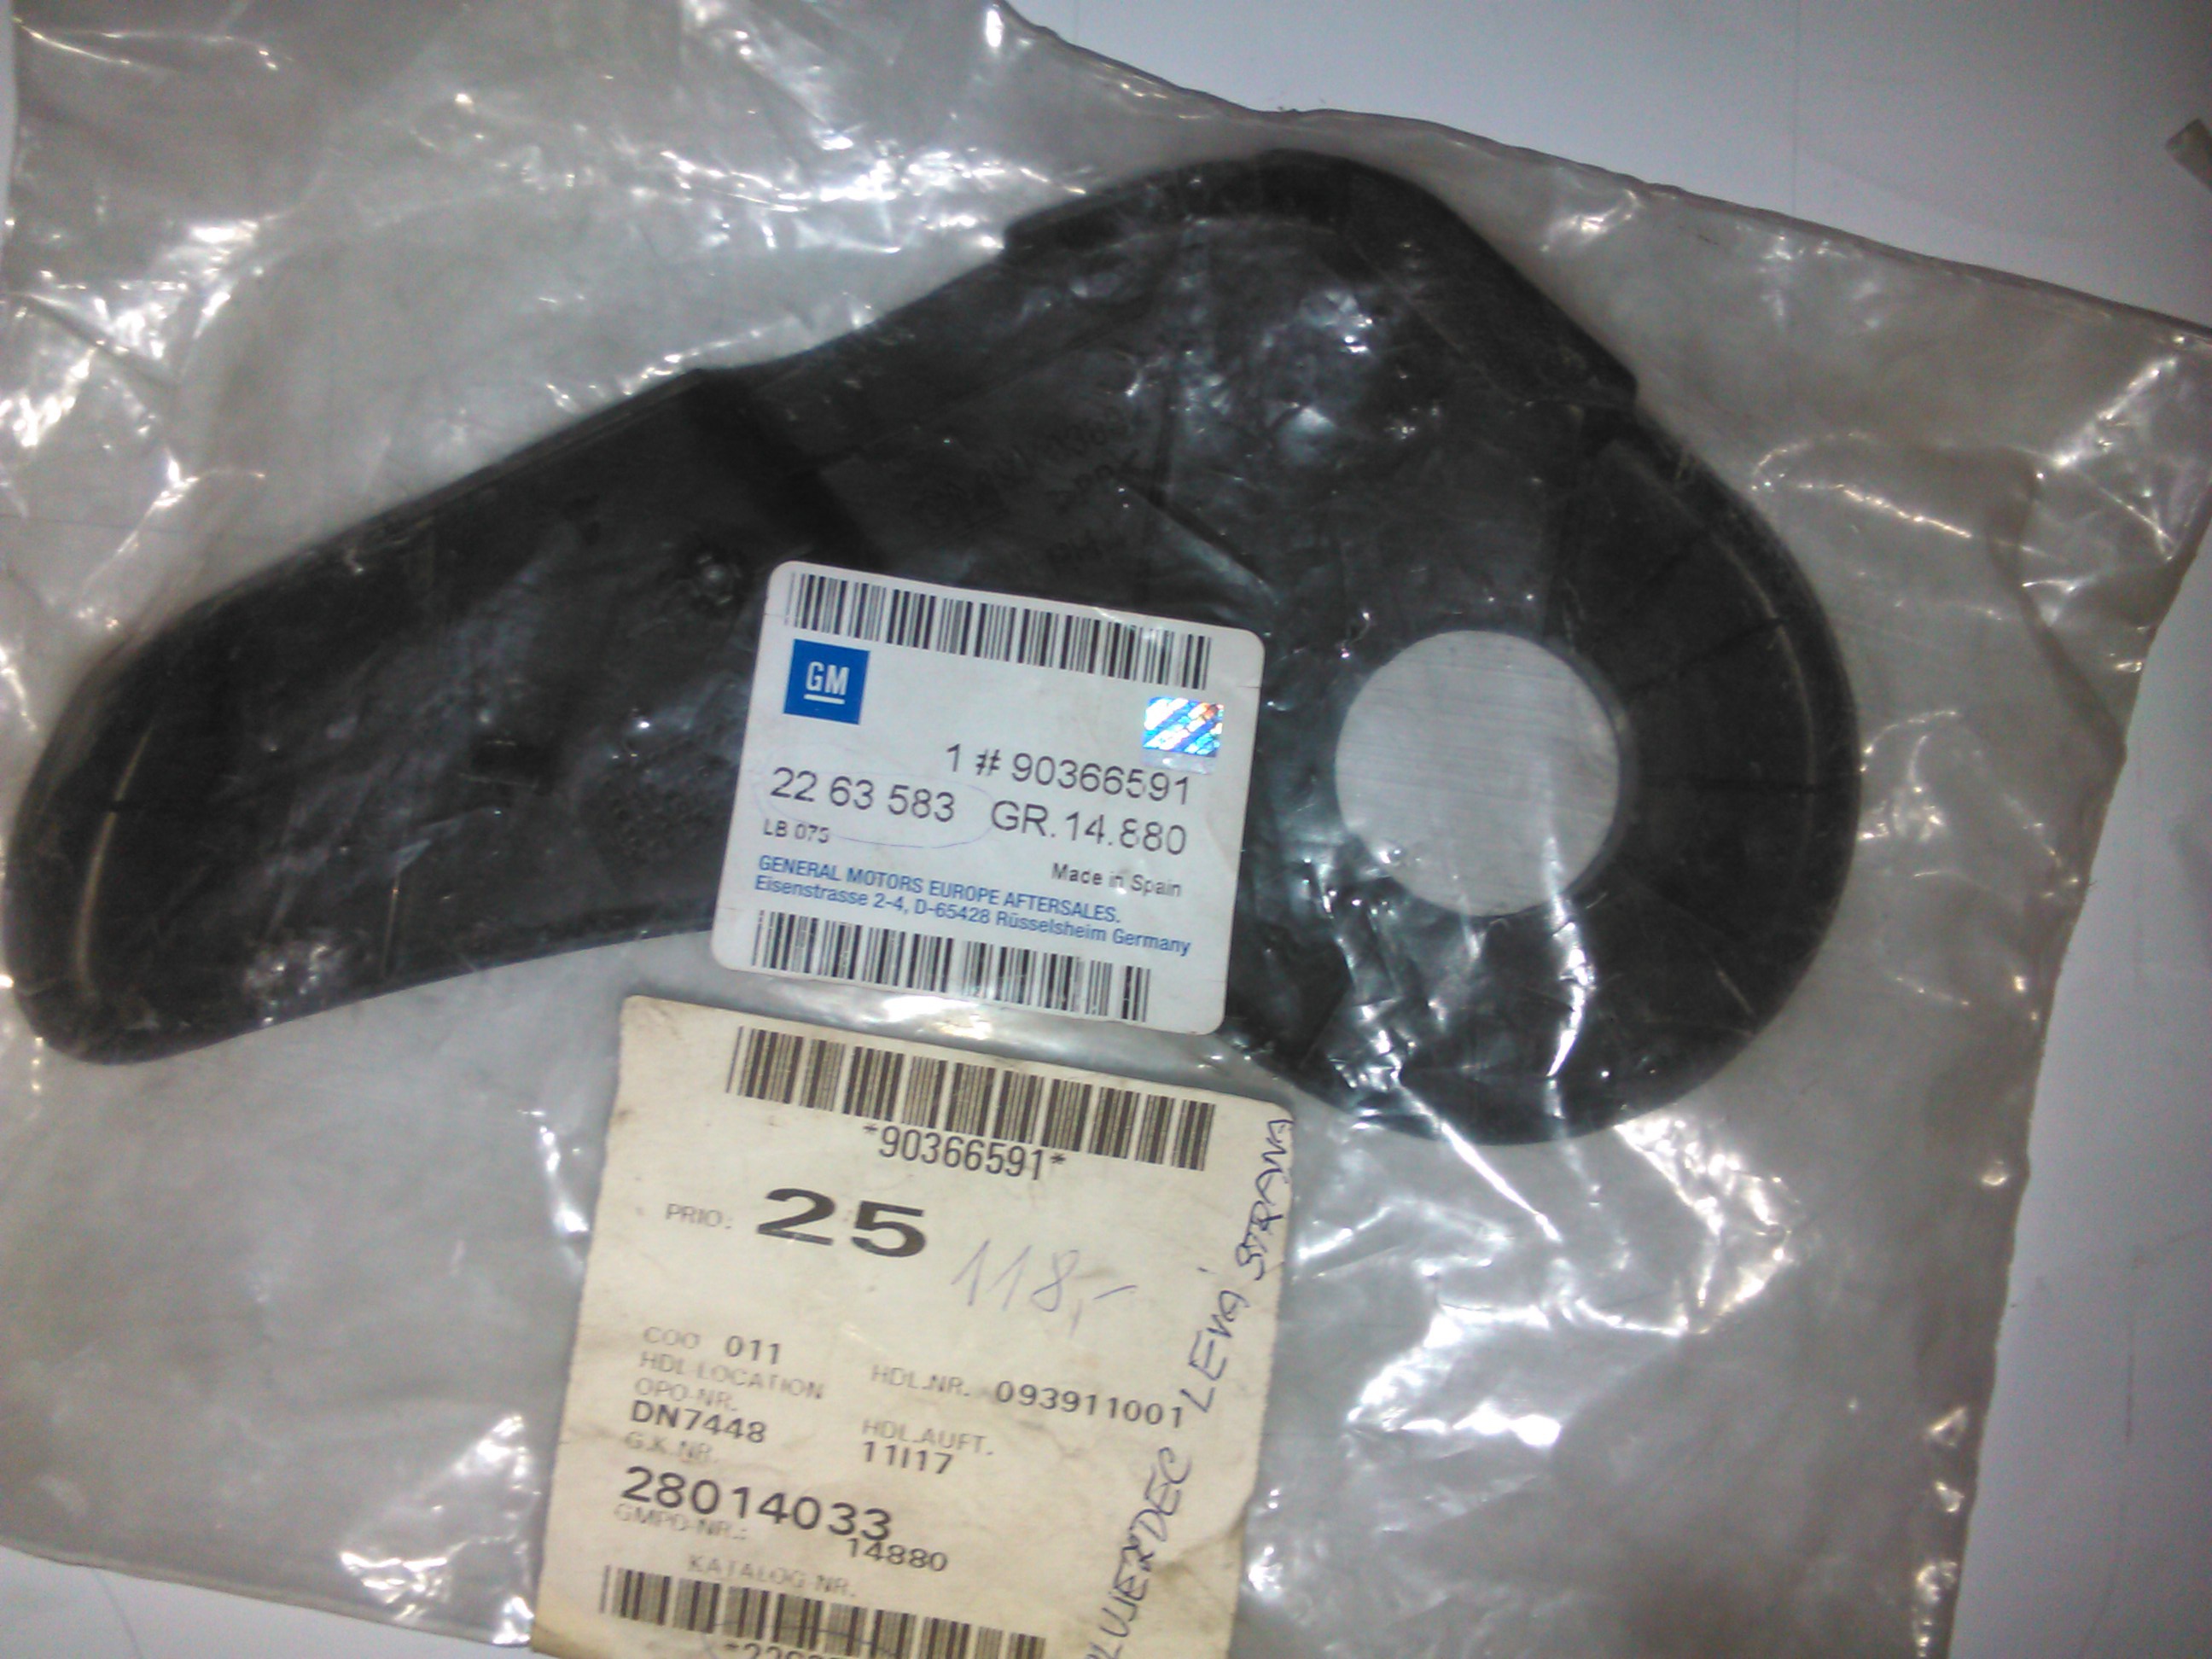 GM
1 # 90366591
22 63 583 GR. 14.880
LB 075
Made in Spain
GENERAL MOTORS EUROPE AFTERSALES.
Eisenstrasse 2-4, D-65428 Rüsselsheim Germany
*90366591*
PRIO: 25
118,-
COO 011
HDL-LOCATION
HDL.NR. 093911001
OPO-NR.
DN7448
HDL.AUFT.
11I17
G.K.NR.
28014033
GMPD-NR.:
14880
KATALOG NR.
LEVÁ STRANA